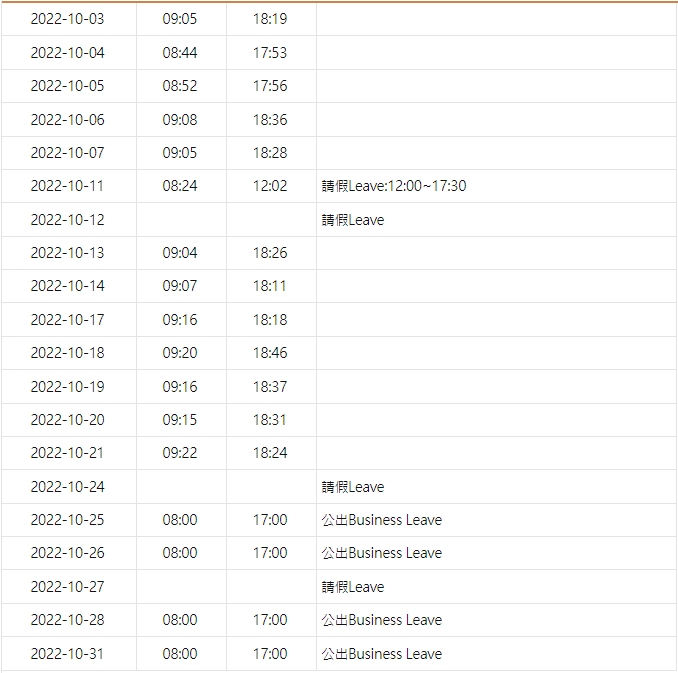 2022-10-03 09:05 18:19
2022-10-04 08:44 17:53
2022-10-05 08:52 17:56
2022-10-06 09:08 18:36
2022-10-07 09:05 18:28
2022-10-11 08:24 12:02 請假Leave:12:00~17:30
2022-10-12 請假Leave
2022-10-13 09:04 18:26
2022-10-14 09:07 18:11
2022-10-17 09:16 18:18
2022-10-18 09:20 18:46
2022-10-19 09:16 18:37
2022-10-20 09:15 18:31
2022-10-21 09:22 18:24
2022-10-24 請假Leave
2022-10-25 08:00 17:00 公出Business Leave
2022-10-26 08:00 17:00 公出Business Leave
2022-10-27 請假Leave
2022-10-28 08:00 17:00 公出Business Leave
2022-10-31 08:00 17:00 公出Business Leave